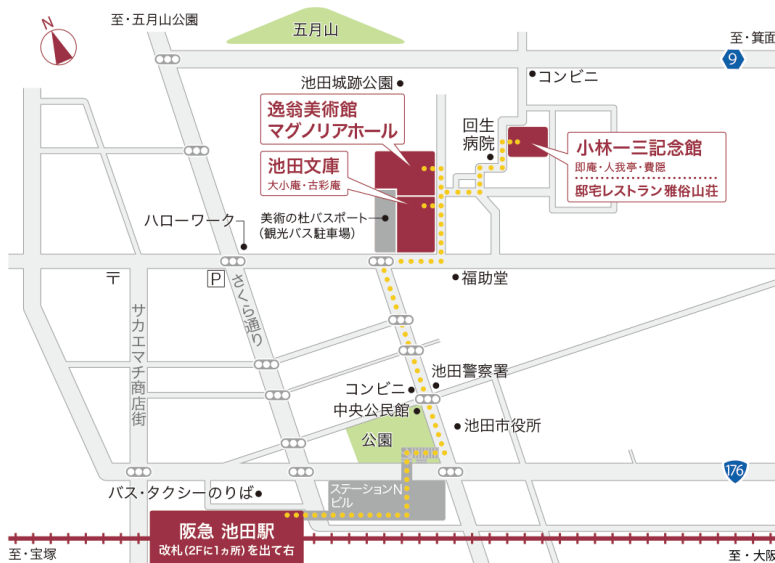 至・五月山公園
N
五月山
至・箕面
9
コンビニ
池田城跡公園
逸翁美術館
マグノリアホール
回生
病院
小林一三記念館
即庵・人我亭・費隠
邸宅レストラン 雅俗山荘
池田文庫
大小庵・古彩庵
美術の杜バスポート
(観光バス駐車場)
ハローワーク
〒
P
さくら通り
福助堂
サカエマチ商店街
池田警察署
コンビニ
中央公民館
池田市役所
公園
176
バス・タクシーのりば
ステーションN
ビル
阪急 池田駅
改札(2Fに1ヵ所)を出て右
至・宝塚
至・大阪